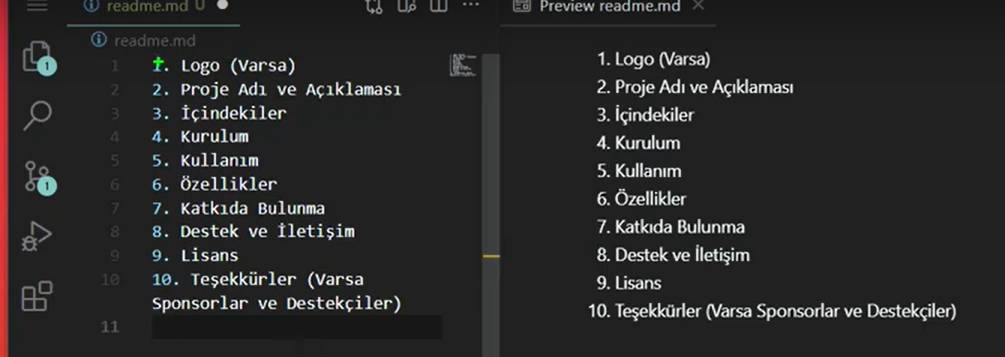 readme.md U
Preview readme.md
readme.md
1 1. Logo (Varsa)
2 2. Proje Adı ve Açıklaması
3 3. İçindekiler
4 4. Kurulum
5 5. Kullanım
6 6. Özellikler
7 7. Katkıda Bulunma
8 8. Destek ve İletişim
9 9. Lisans
10 10. Teşekkürler (Varsa
Sponsorlar ve Destekçiler)
11
1
1
1. Logo (Varsa)
2. Proje Adı ve Açıklaması
3. İçindekiler
4. Kurulum
5. Kullanım
6. Özellikler
7. Katkıda Bulunma
8. Destek ve İletişim
9. Lisans
10. Teşekkürler (Varsa Sponsorlar ve Destekçiler)